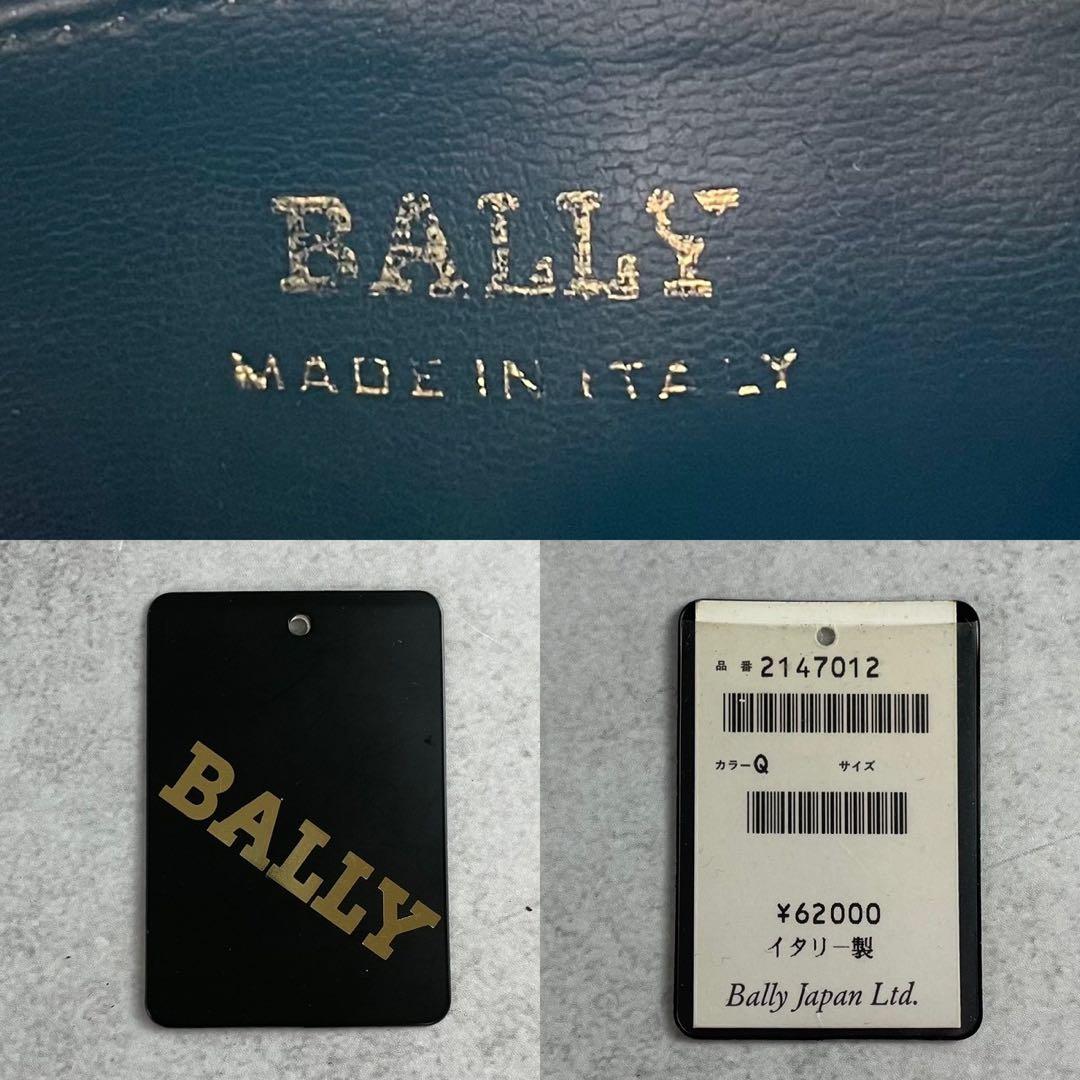 BALLY
MADE IN ITALY
BALLY
品番 2147012
カラー Q サイズ
¥62000
イタリー製
Bally Japan Ltd.